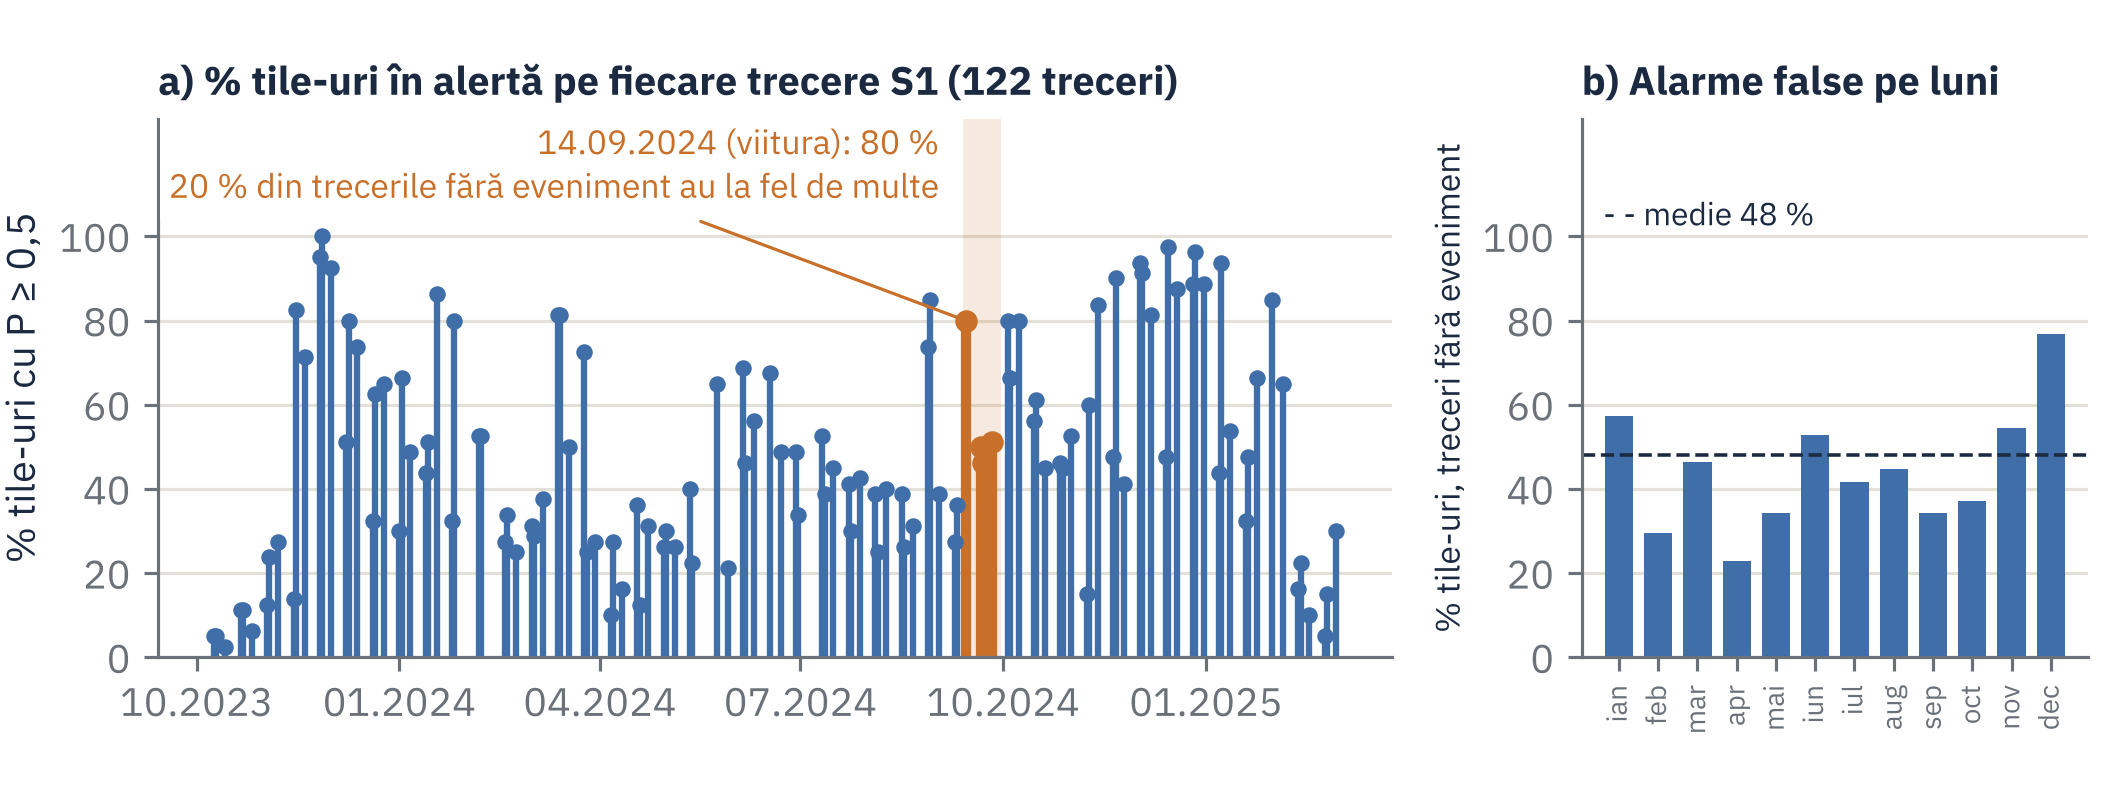 a) % tile-uri în alertă pe fiecare trecere S1 (122 treceri)
14.09.2024 (viitura): 80 %
20 % din trecerile fără eveniment au la fel de multe
% tile-uri cu P ≥ 0,5
100
80
60
40
20
0
10.2023
01.2024
04.2024
07.2024
10.2024
01.2025
b) Alarme false pe luni
- - medie 48 %
% tile-uri, treceri fără eveniment
100
80
60
40
20
0
ian
feb
mar
apr
mai
iun
iul
aug
sep
oct
nov
dec